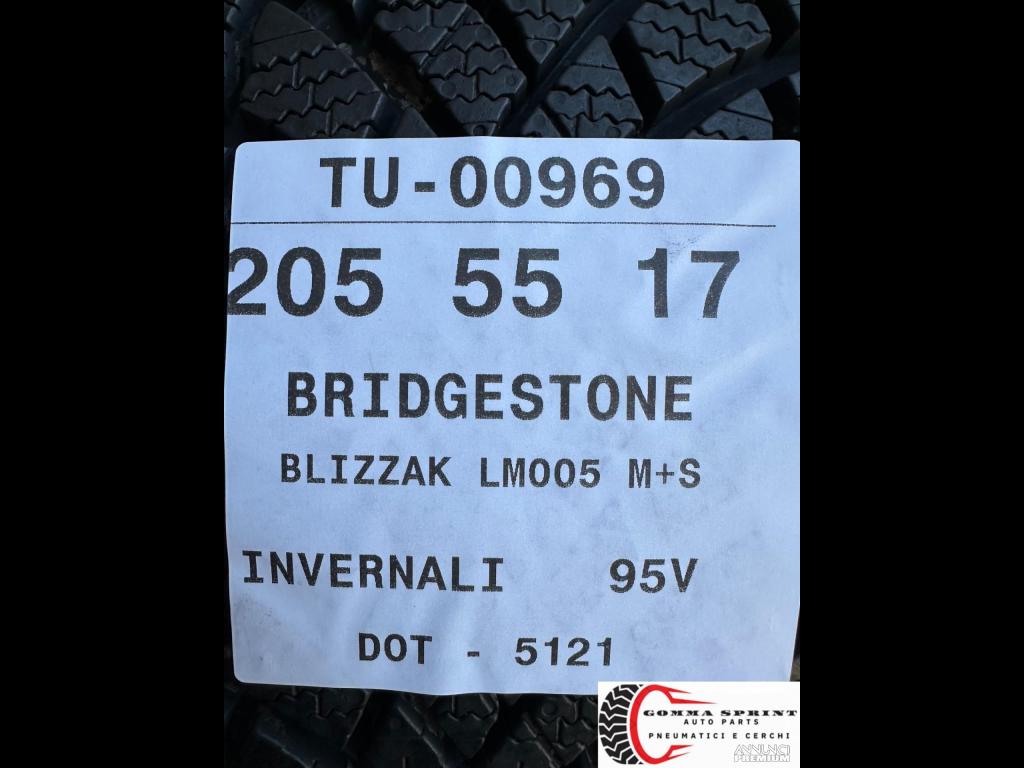 TU-00969
205 55 17
BRIDGESTONE
BLIZZAK LM005 M+S
INVERNALI 95V
DOT - 5121
GOMMA SPRINT
AUTO PARTS
PNEUMATICI E CERCHI
ANNUNCI
PREMIUM